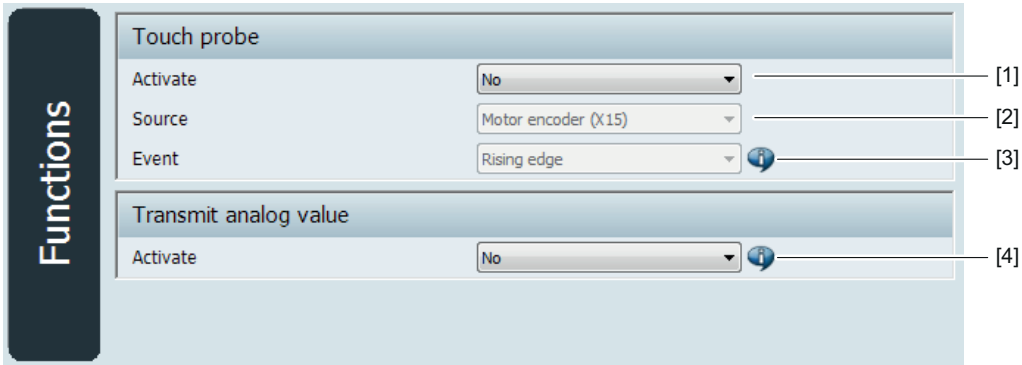 Functions
Touch probe
Activate No [1]
Source Motor encoder (X15) [2]
Event Rising edge [3]
Transmit analog value
Activate No [4]